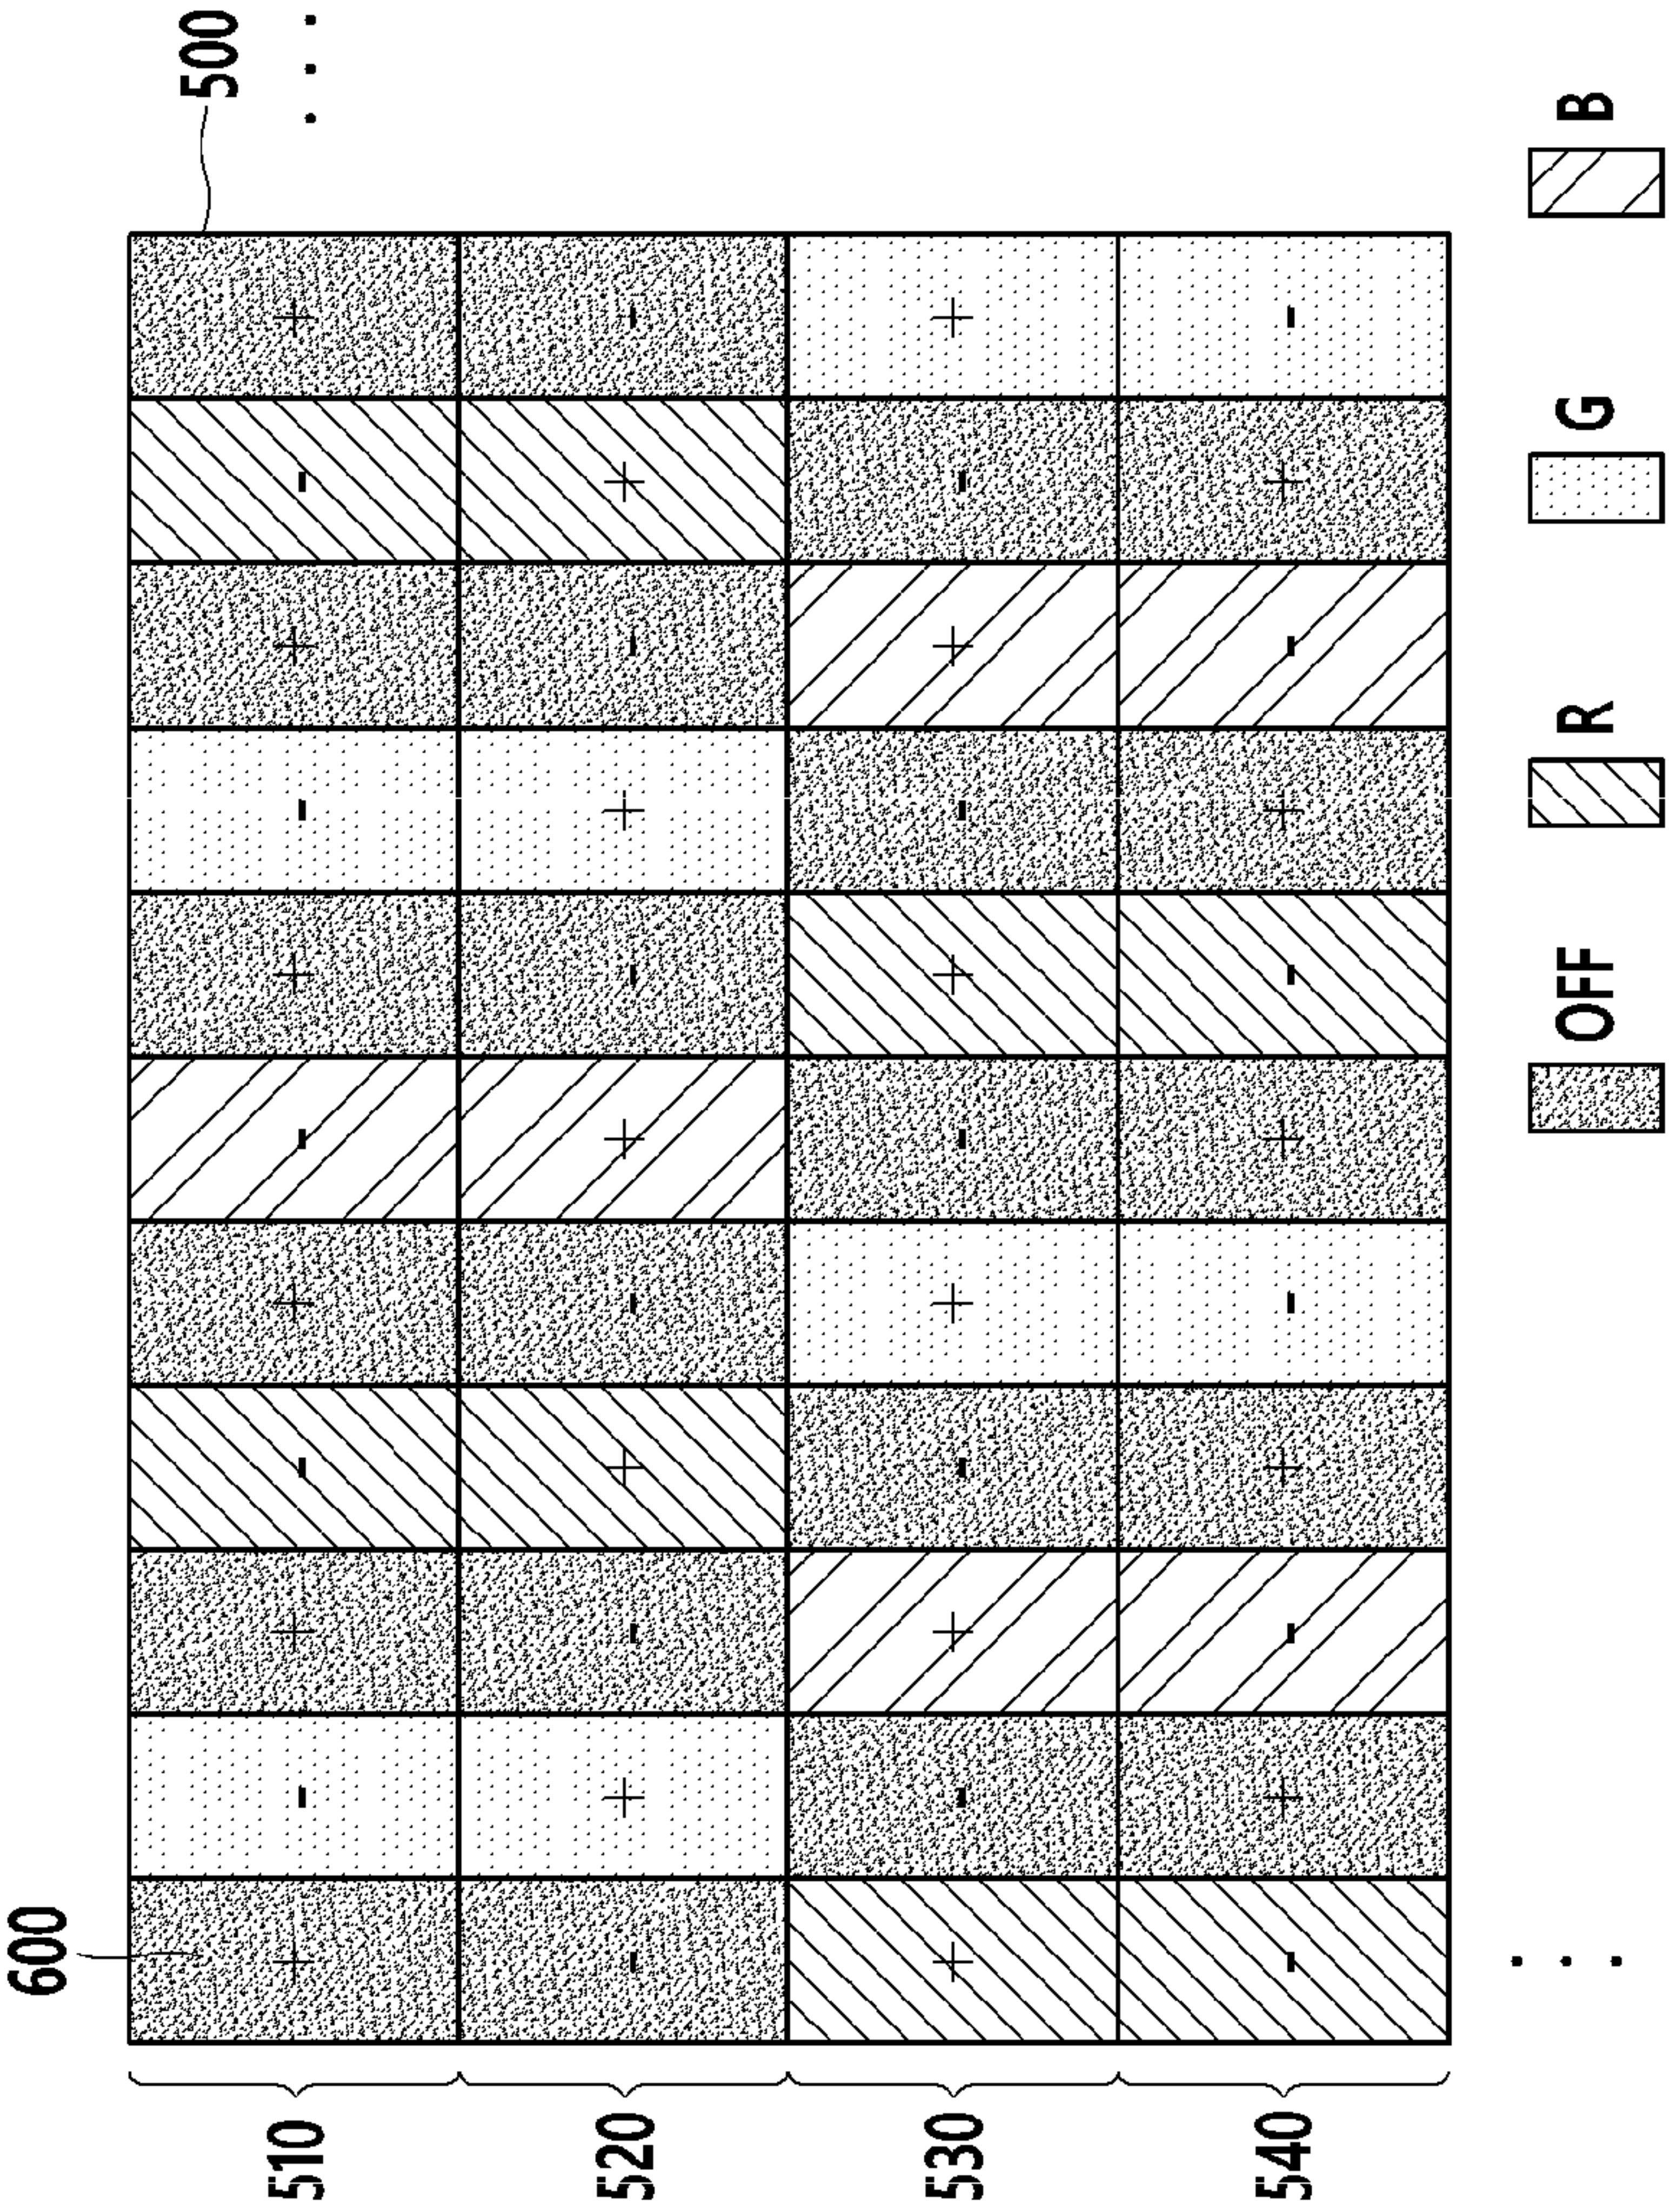 600
500
510 + - + - + - + - + - + . . .
520 - + - + - + - + - + -
530 + - + - + - + - + - +
540 - + - + - + - + - + -
. . .
OFF R G B